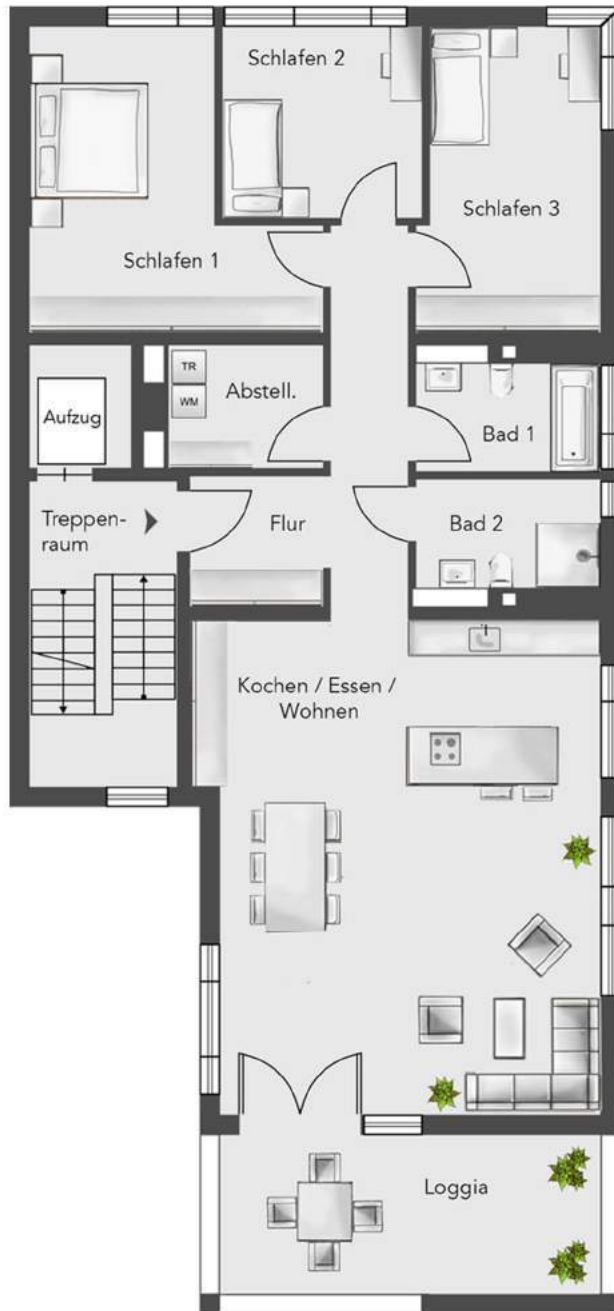 Schlafen 2
Schlafen 3
Schlafen 1
TR
WM
Abstell.
Aufzug
Bad 1
Treppen-
raum
Flur
Bad 2
Kochen / Essen /
Wohnen
Loggia